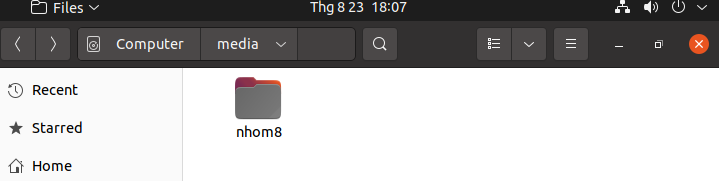 Files Thg 8 23 18:07
Computer media
Recent
nhom8
Starred
Home